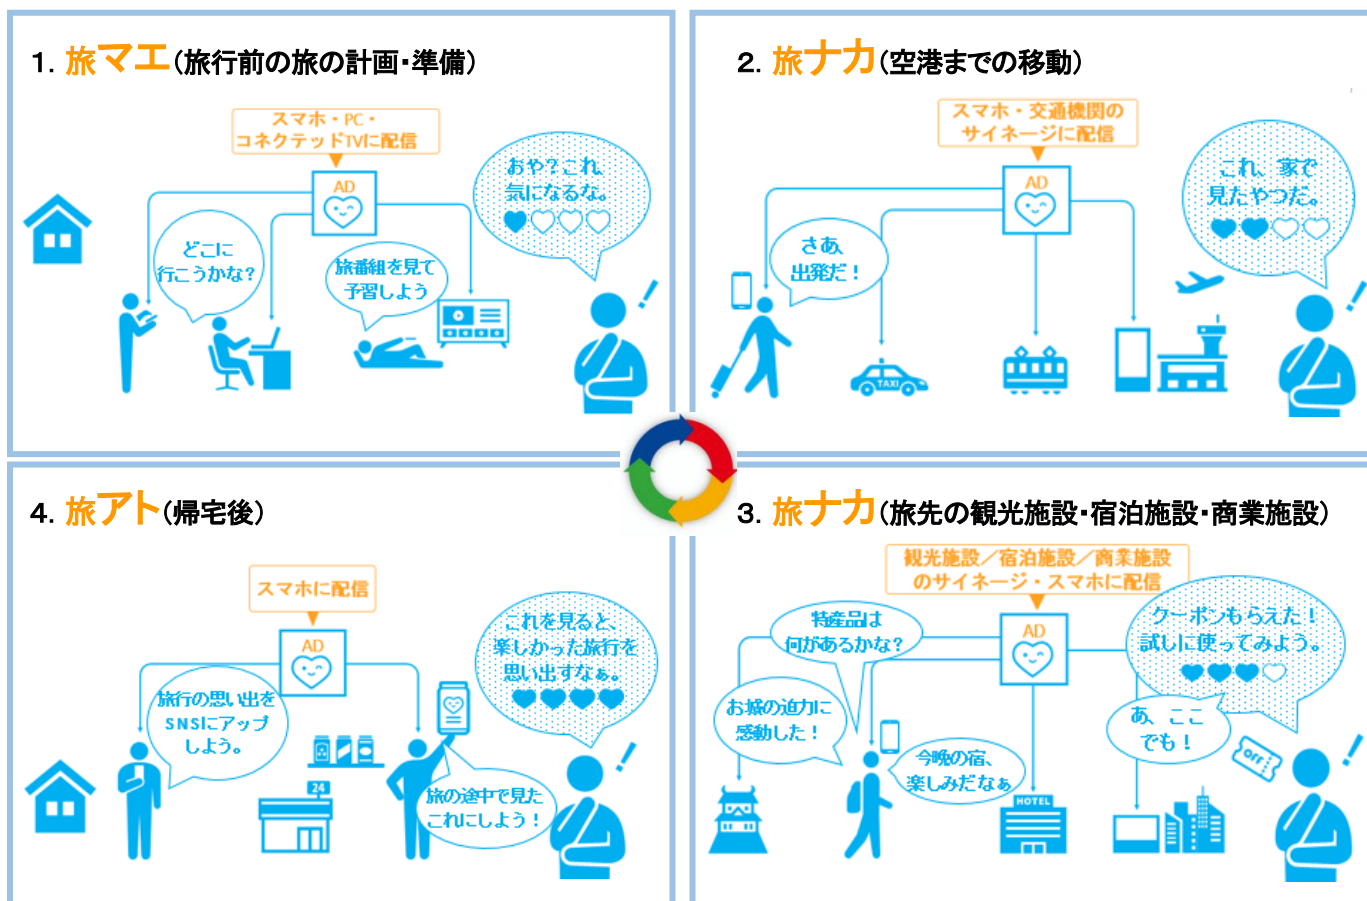 1. 旅マエ(旅行前の旅の計画・準備)
スマホ・PC・
コネクテッドTVに配信
AD
おや?これ、
気になるな。
どこに
行こうかな?
旅番組を見て
予習しよう
2. 旅ナカ(空港までの移動)
スマホ・交通機関の
サイネージに配信
AD
これ、家で
見たやつだ。
さあ、
出発だ!
TAXI
4. 旅アト(帰宅後)
スマホに配信
AD
これを見ると、
楽しかった旅行を
思い出すなぁ。
旅行の思い出を
SNSにアップ
しよう。
24
旅の途中で見た
これにしよう!
3. 旅ナカ(旅先の観光施設・宿泊施設・商業施設)
観光施設/宿泊施設/商業施設
のサイネージ・スマホに配信
AD
特産品は
何があるかな?
クーポンもらえた!
試しに使ってみよう。
お城の迫力に
感動した!
あ、ここ
でも!
今晩の宿、
楽しみだなぁ
OFF
HOTEL